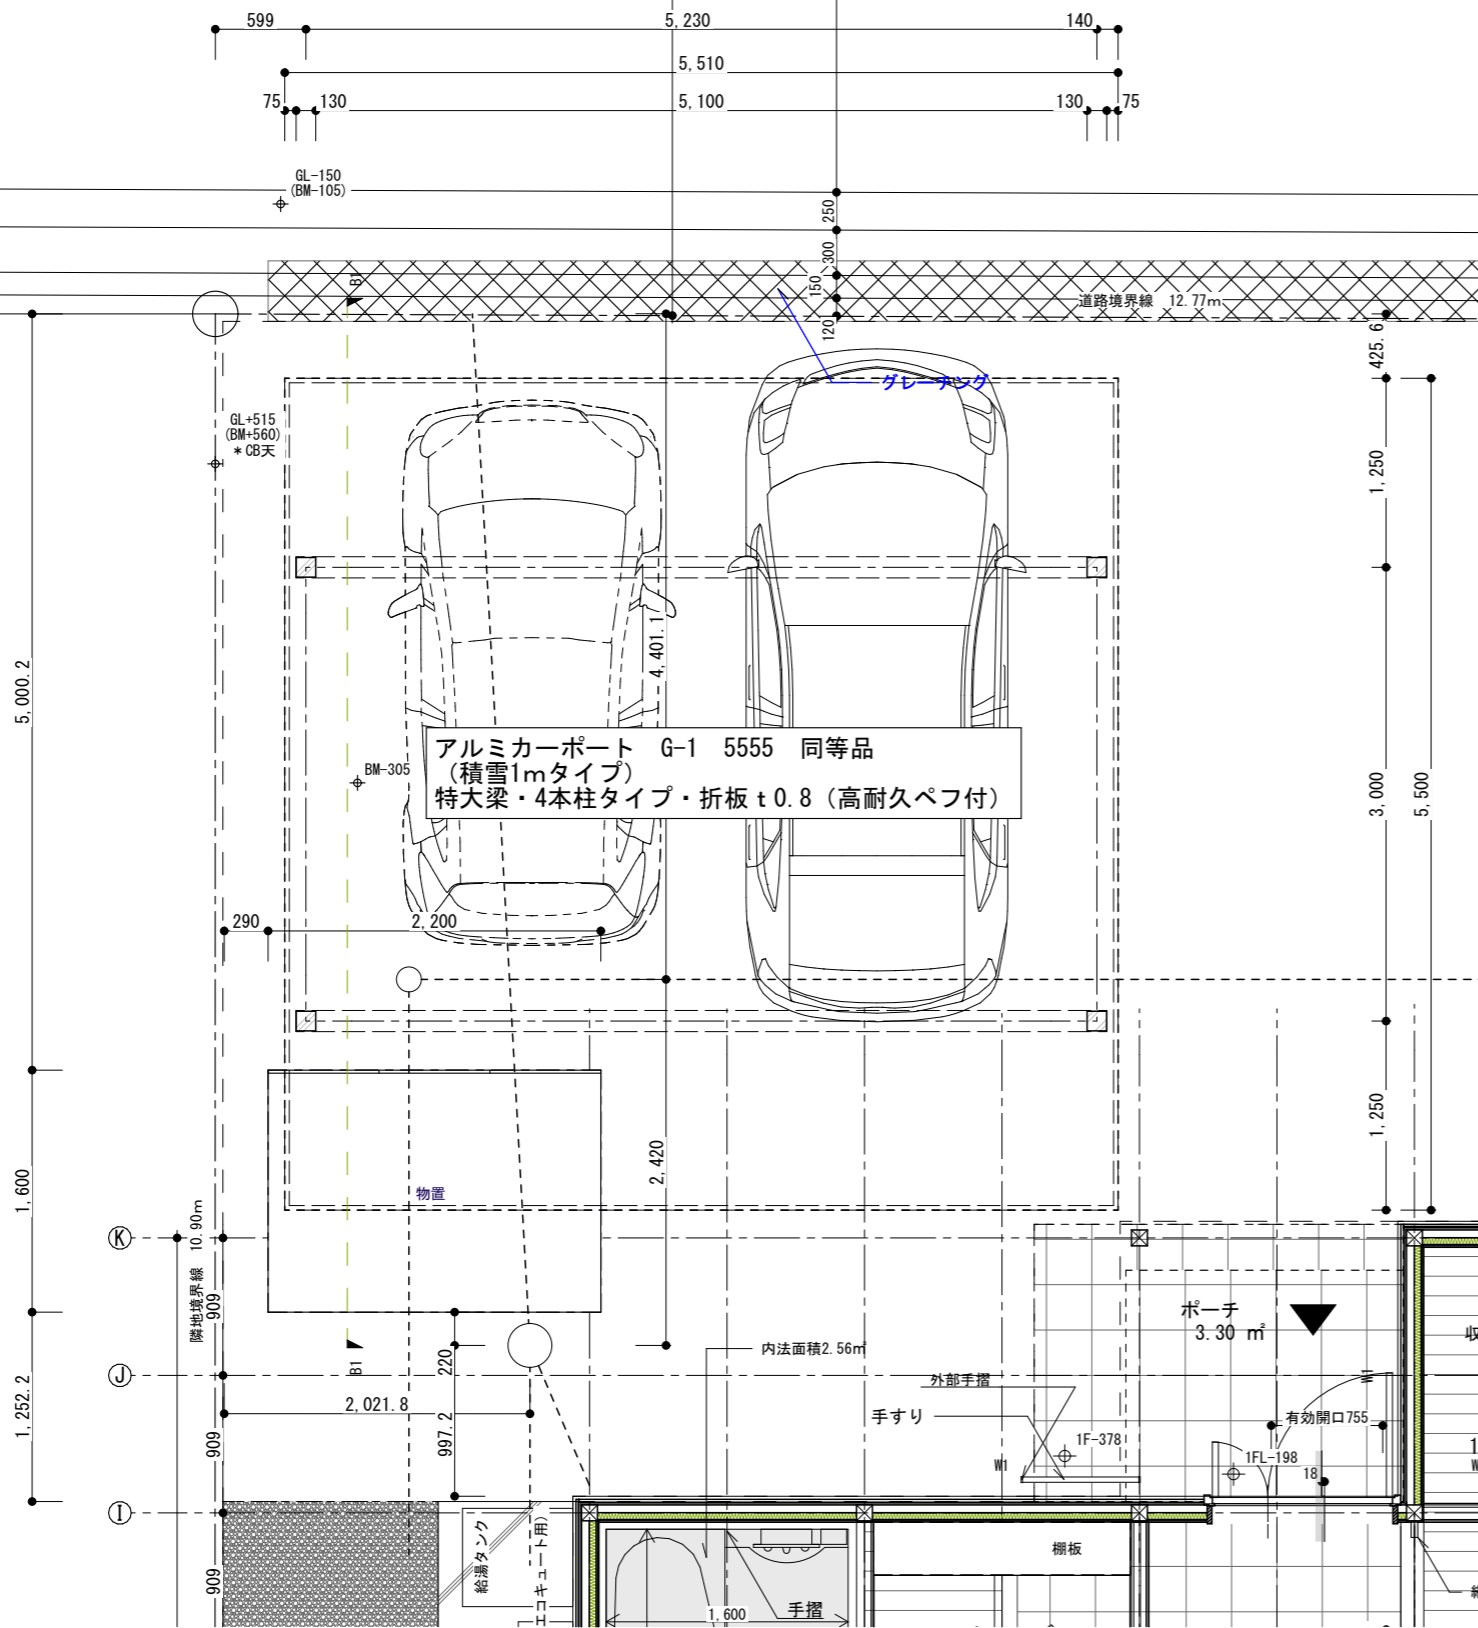 599
5,230
140
5,510
75
130
5,100
130
75
GL-150
(BM-105)
250
300
150
120
B1
道路境界線 12.77m
425.6
グレーチング
GL+515
(BM+560)
*CB天
1,250
4,401.1
5,000.2
アルミカーポート G-1 5555 同等品
(積雪1mタイプ)
特大梁・4本柱タイプ・折板t0.8(高耐久ペフ付)
BM-305
3,000
5,500
290
2,200
1,250
2,420
1,600
物置
K
隣地境界線 10.90m
909
ポーチ
3.30 ㎡
収
220
B1
内法面積2.56㎡
J
外部手摺
W1
2,021.8
手すり
有効開口755
1,252.2
997.2
909
1F-378
W1
1FL-198
18
1
W
I
909
給湯タンク
エコキュート用)
棚板
1,600
手摺